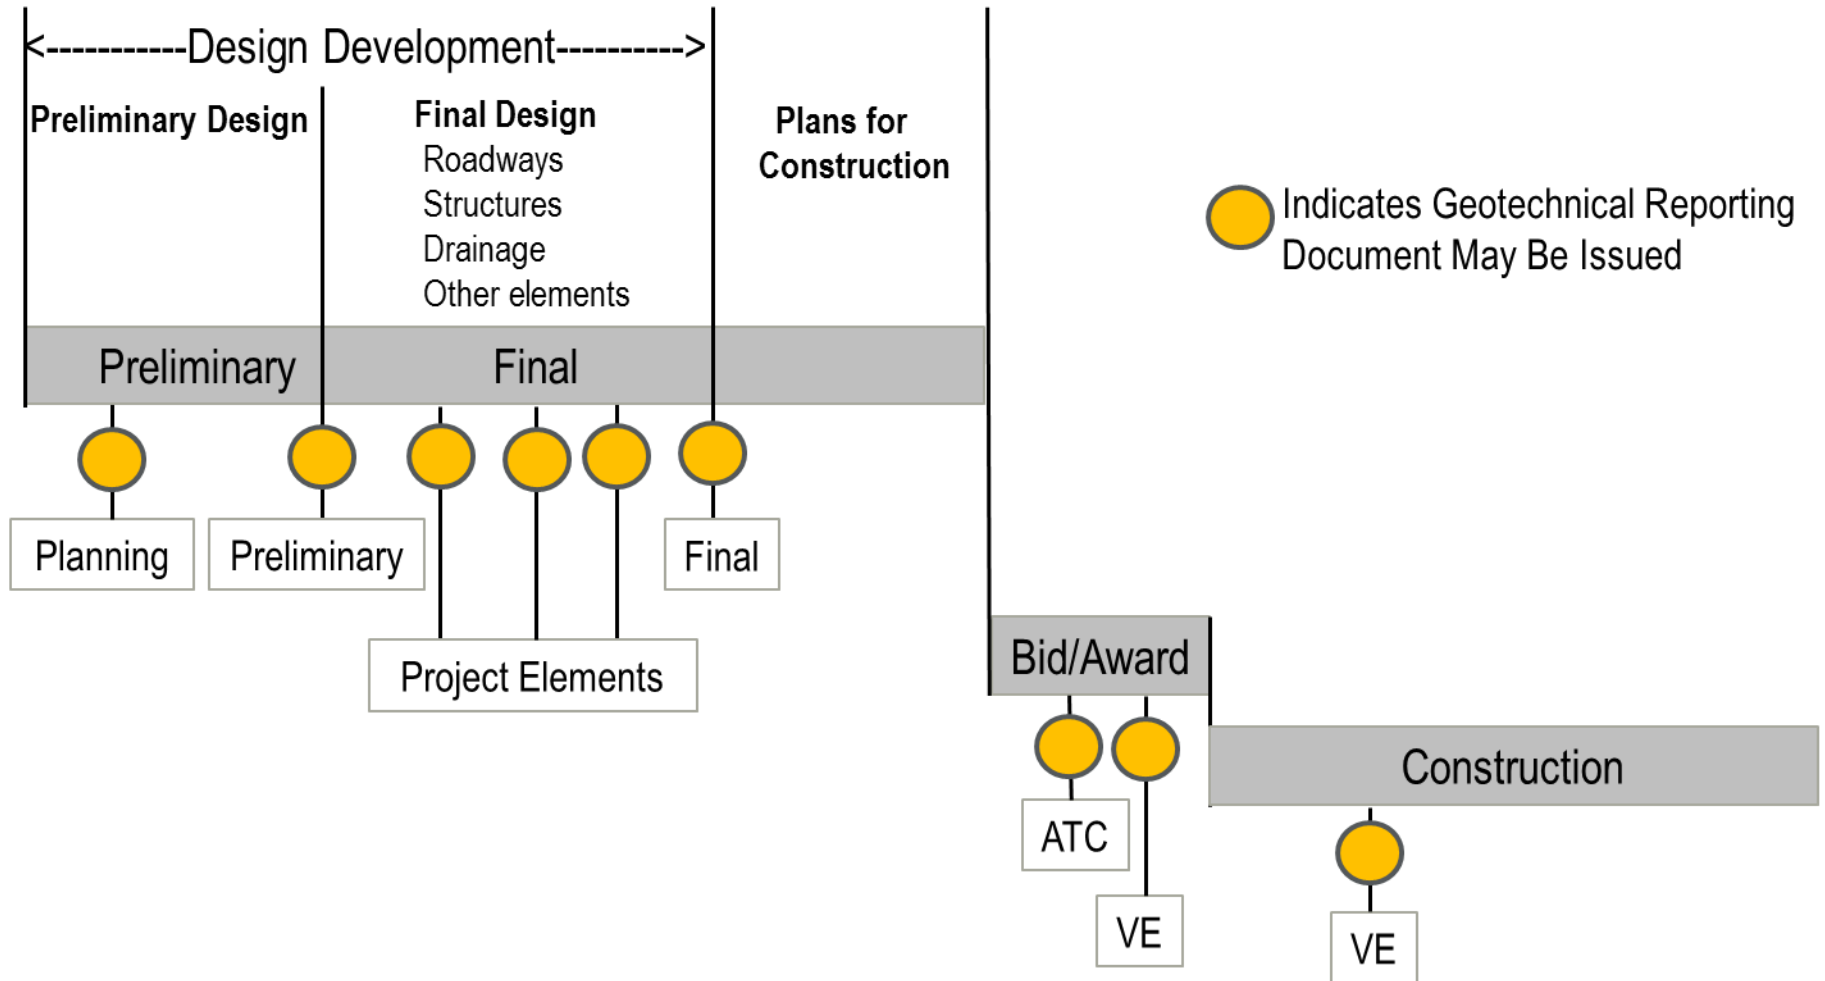 <-----------Design Development---------->
Preliminary Design
Final Design
Roadways
Structures
Drainage
Other elements
Plans for
Construction
Indicates Geotechnical Reporting
Document May Be Issued
Preliminary
Final
Planning
Preliminary
Final
Project Elements
Bid/Award
Construction
ATC
VE
VE